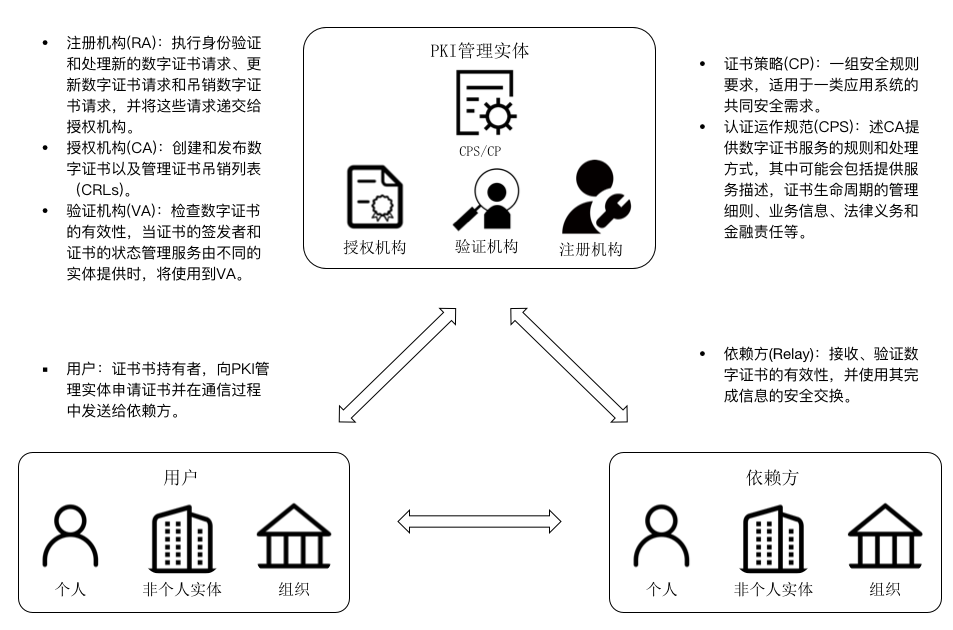 • 注册机构(RA)：执行身份验证
和处理新的数字证书请求、更
新数字证书请求和吊销数字证
书请求，并将这些请求递交给
授权机构。
• 授权机构(CA)：创建和发布数
字证书以及管理证书吊销列表
（CRLs)。
• 验证机构(VA)：检查数字证书
的有效性，当证书的签发者和
证书的状态管理服务由不同的
实体提供时，将使用到VA。
PKI管理实体
CPS/CP
授权机构
验证机构
注册机构
• 证书策略(CP)：一组安全规则
要求，适用于一类应用系统的
共同安全需求。
• 认证运作规范(CPS)：述CA提
供数字证书服务的规则和处理
方式，其中可能会包括提供服
务描述，证书生命周期的管理
细则、业务信息、法律义务和
金融责任等。
▪ 用户：证书书持有者，向PKI管
理实体申请证书并在通信过程
中发送给依赖方。
• 依赖方(Relay)：接收、验证数
字证书的有效性，并使用其完
成信息的安全交换。
用户
个人
非个人实体
组织
依赖方
个人
非个人实体
组织